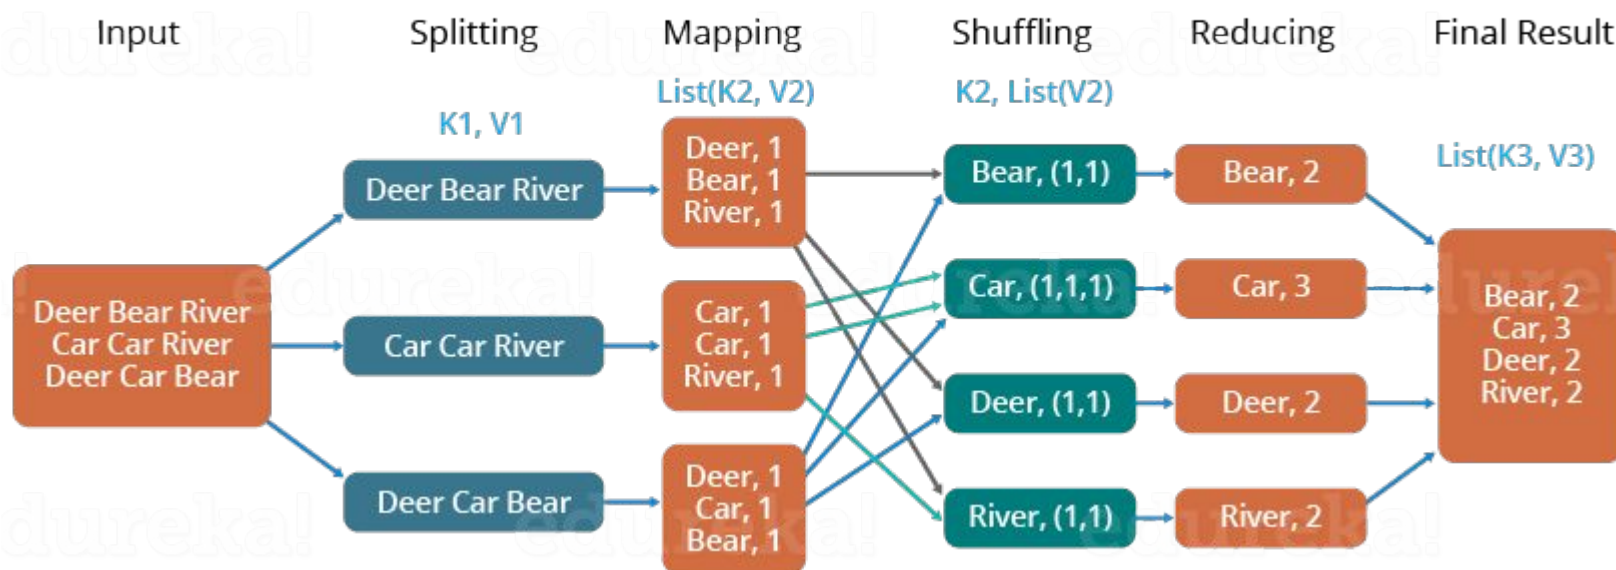 Input
Splitting
Mapping
Shuffling
Reducing
Final Result
K1, V1
List(K2, V2)
K2, List(V2)
List(K3, V3)
Deer Bear River
Car Car River
Deer Car Bear
Deer Bear River
Car Car River
Deer Car Bear
Deer, 1
Bear, 1
River, 1
Car, 1
Car, 1
River, 1
Deer, 1
Car, 1
Bear, 1
Bear, (1,1)
Car, (1,1,1)
Deer, (1,1)
River, (1,1)
Bear, 2
Car, 3
Deer, 2
River, 2
Bear, 2
Car, 3
Deer, 2
River, 2
edureka!